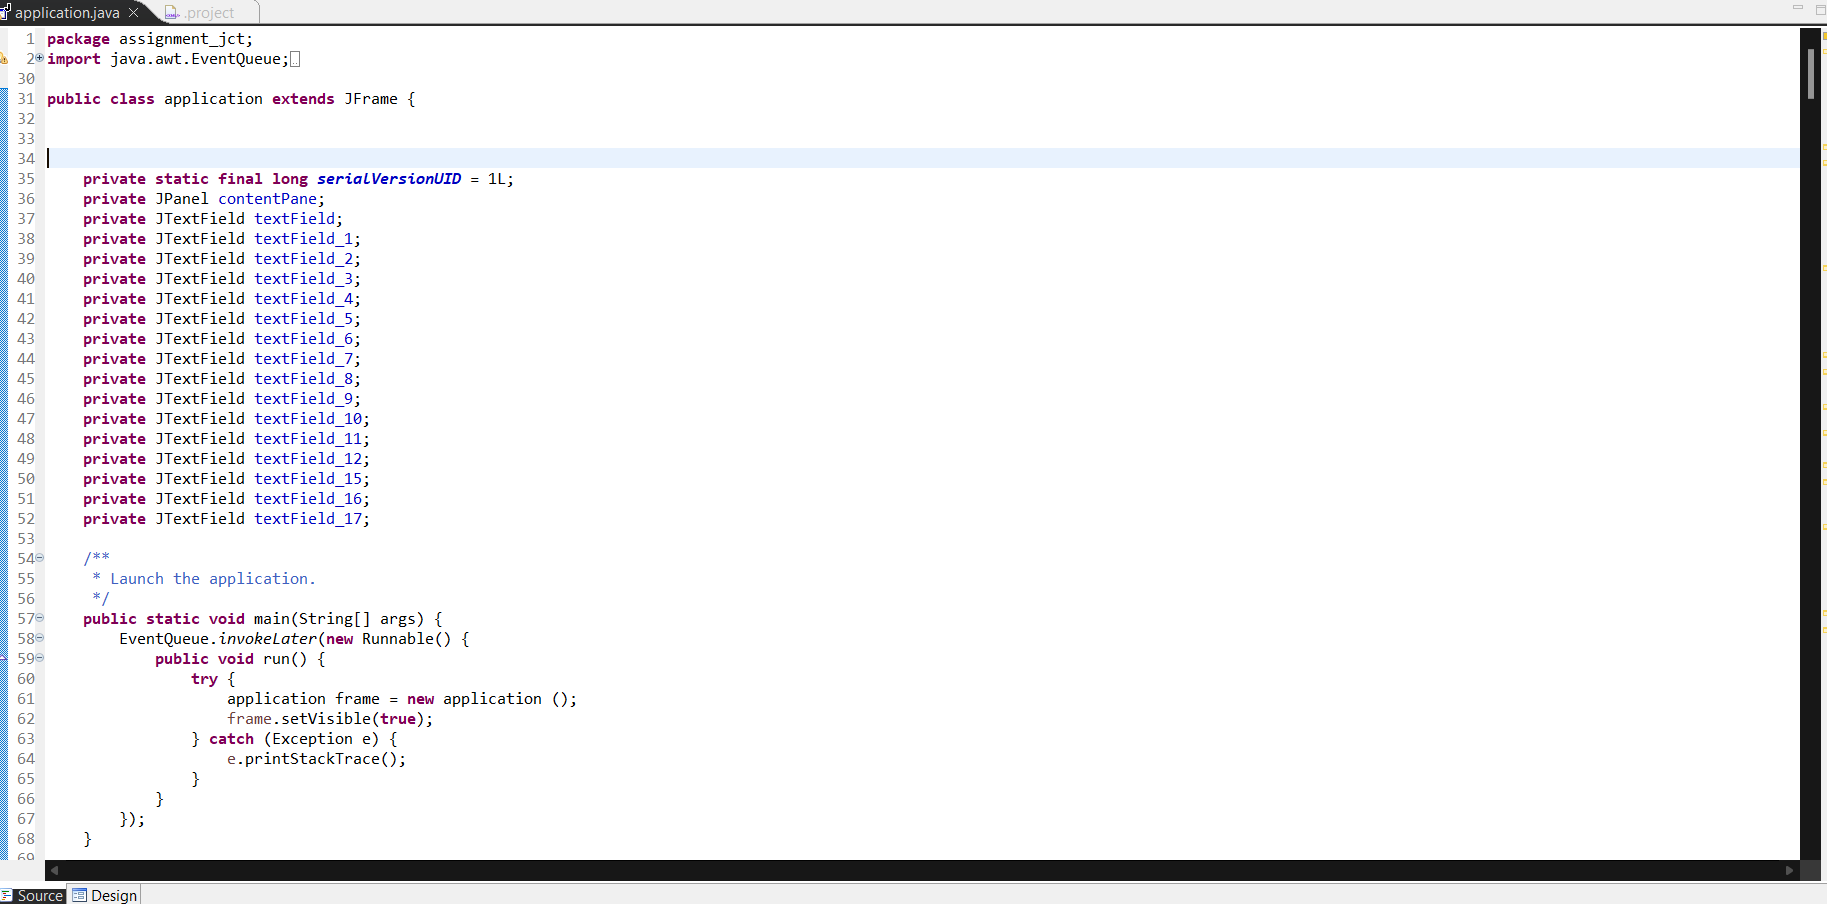 application.java
.project
1 package assignment_jct;
2 import java.awt.EventQueue;
30
31 public class application extends JFrame {
32
33
34
35 private static final long serialVersionUID = 1L;
36 private JPanel contentPane;
37 private JTextField textField;
38 private JTextField textField_1;
39 private JTextField textField_2;
40 private JTextField textField_3;
41 private JTextField textField_4;
42 private JTextField textField_5;
43 private JTextField textField_6;
44 private JTextField textField_7;
45 private JTextField textField_8;
46 private JTextField textField_9;
47 private JTextField textField_10;
48 private JTextField textField_11;
49 private JTextField textField_12;
50 private JTextField textField_15;
51 private JTextField textField_16;
52 private JTextField textField_17;
53
54 /**
55 * Launch the application.
56 */
57 public static void main(String[] args) {
58 EventQueue.invokeLater(new Runnable() {
59 public void run() {
60 try {
61 application frame = new application ();
62 frame.setVisible(true);
63 } catch (Exception e) {
64 e.printStackTrace();
65 }
66 }
67 });
68 }
69
Source
Design